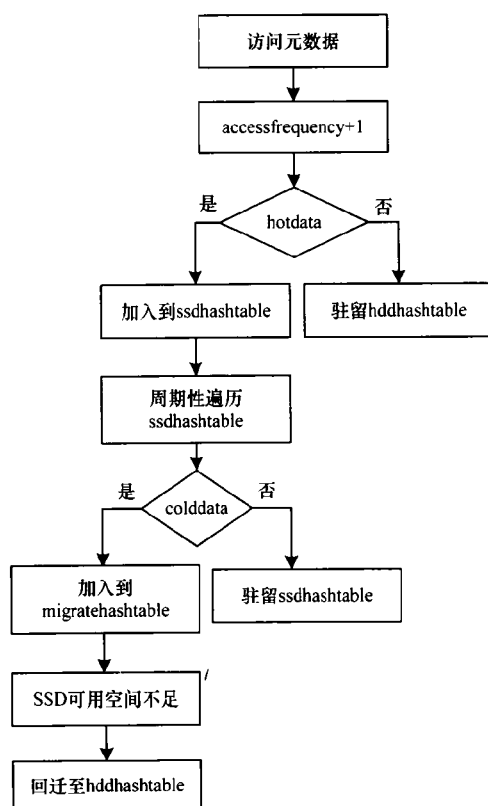 访问元数据
accessfrequency+1
是
否
hotdata
加入到ssdhashtable
驻留hddhashtable
周期性遍历
ssdhashtable
是
否
colddata
加入到
migratehashtable
驻留ssdhashtable
SSD可用空间不足
回迁至hddhashtable